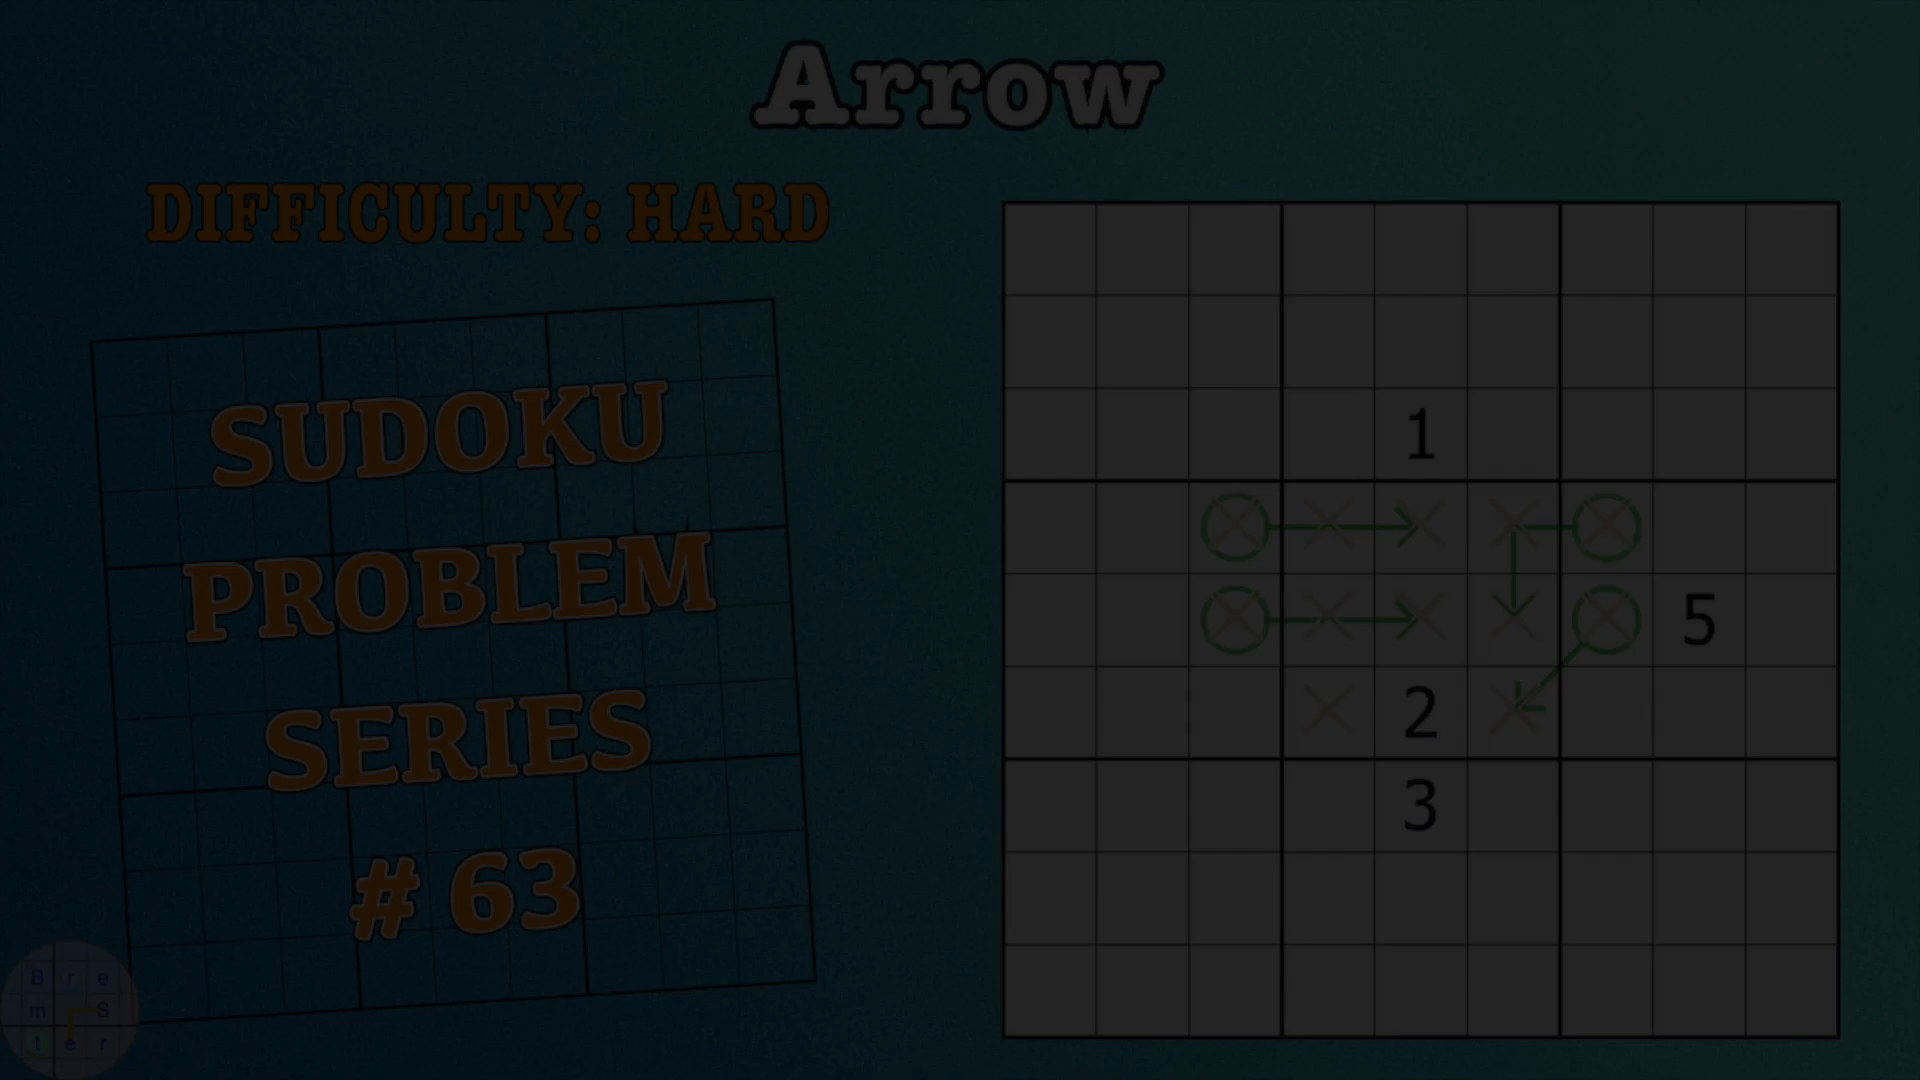 Arrow
DIFFICULTY: HARD
SUDOKU
PROBLEM
SERIES
# 63
1
5
2
3
B r e
m S
t e r